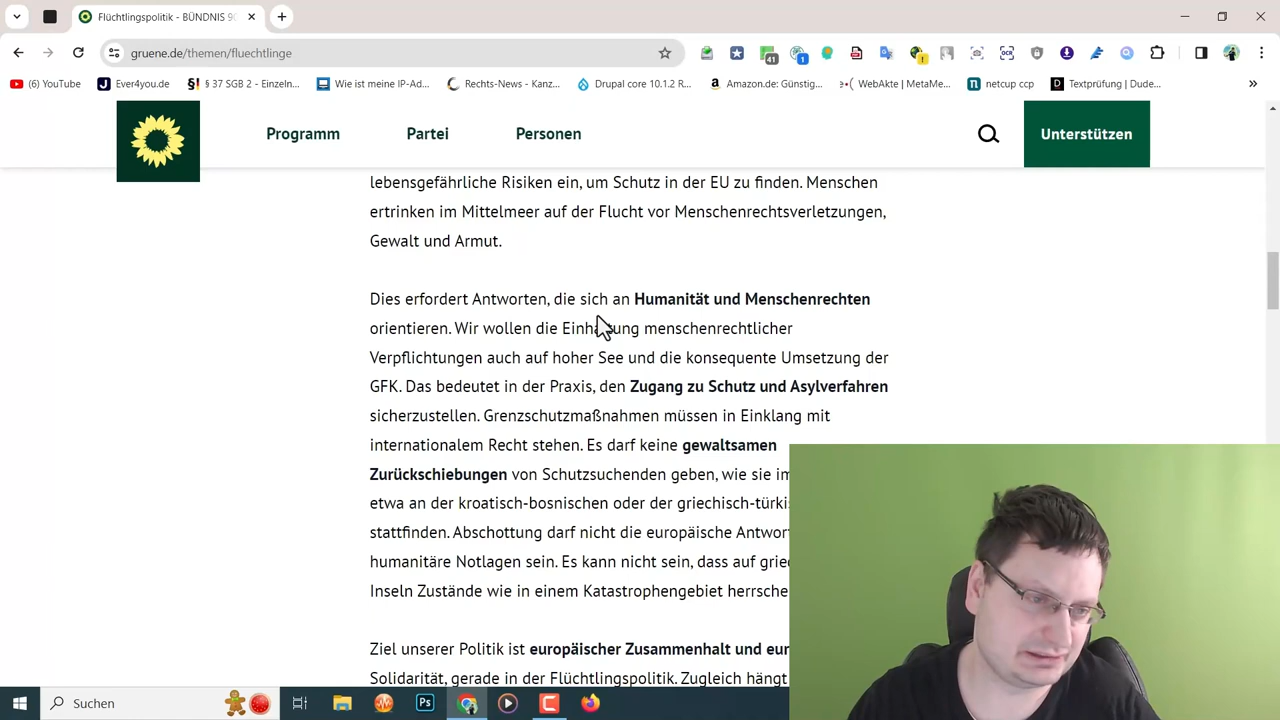 Flüchtlingspolitik - BÜNDNIS 90
gruene.de/themen/fluechtlinge
41
1
(6) YouTube
Ever4you.de
§ 37 SGB 2 - Einzeln...
Wie ist meine IP-Ad...
Rechts-News - Kanz...
Drupal core 10.1.2 R...
Amazon.de: Günstig...
WebAkte | MetaMe...
netcup ccp
Textprüfung | Dude...
Programm
Partei
Personen
Unterstützen
lebensgefährliche Risiken ein, um Schutz in der EU zu finden. Menschen
ertrinken im Mittelmeer auf der Flucht vor Menschenrechtsverletzungen,
Gewalt und Armut.
Dies erfordert Antworten, die sich an Humanität und Menschenrechten
orientieren. Wir wollen die Einhaltung menschenrechtlicher
Verpflichtungen auch auf hoher See und die konsequente Umsetzung der
GFK. Das bedeutet in der Praxis, den Zugang zu Schutz und Asylverfahren
sicherzustellen. Grenzschutzmaßnahmen müssen in Einklang mit
internationalem Recht stehen. Es darf keine gewaltsamen
Zurückschiebungen von Schutzsuchenden geben, wie sie im
etwa an der kroatisch-bosnischen oder der griechisch-türkis
stattfinden. Abschottung darf nicht die europäische Antwort
humanitäre Notlagen sein. Es kann nicht sein, dass auf grie
Inseln Zustände wie in einem Katastrophengebiet herrsche
Ziel unserer Politik ist europäischer Zusammenhalt und eur
Solidarität, gerade in der Flüchtlingspolitik. Zugleich hängt
Suchen
Ps